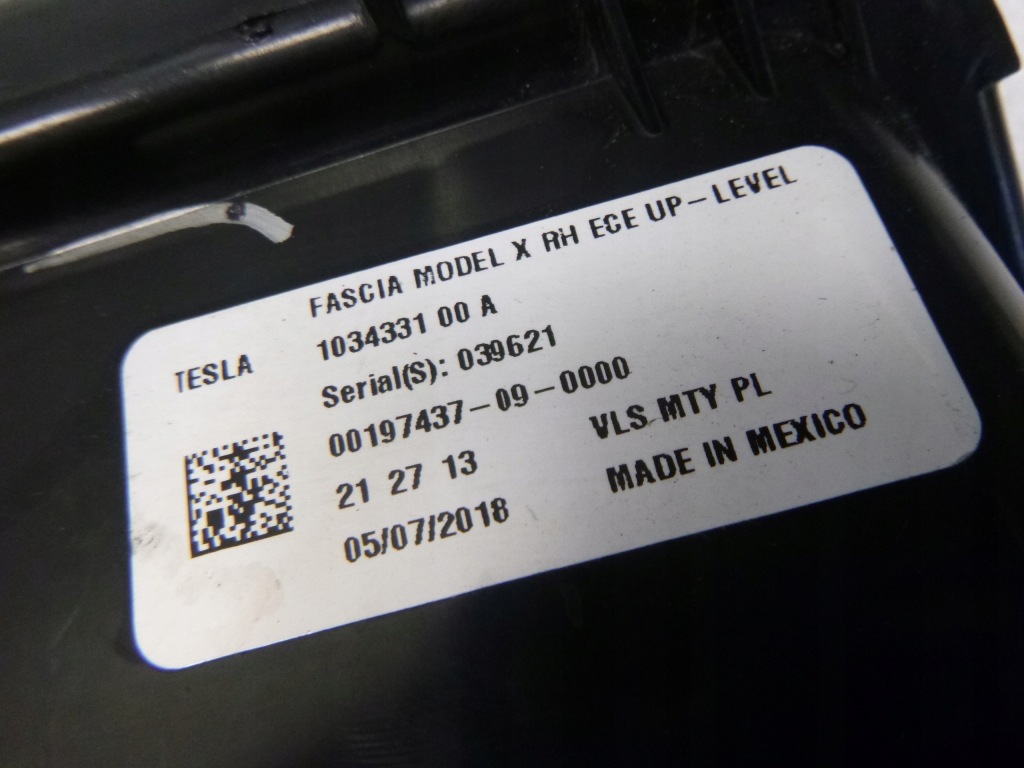 FASCIA MODEL X RH ECE UP-LEVEL
TESLA
1034331 00 A
Serial(S): 039621
00197437-09-0000
21 27 13 VLS MTY PL
05/07/2018 MADE IN MEXICO